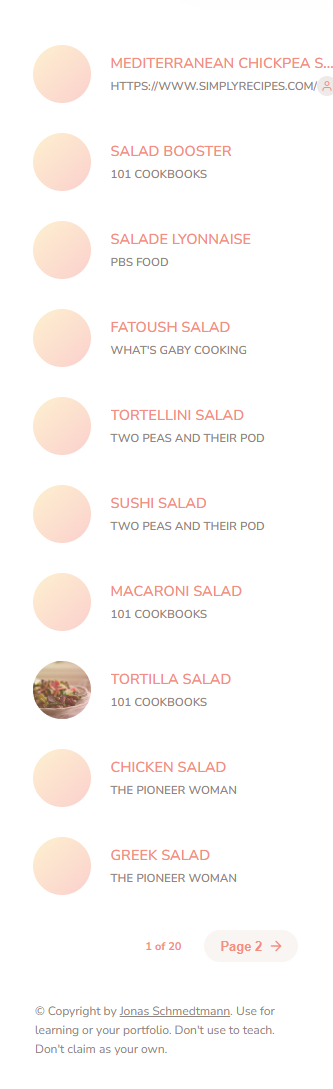 MEDITERRANEAN CHICKPEA S...
HTTPS://WWW.SIMPLYRECIPES.COM/
SALAD BOOSTER
101 COOKBOOKS
SALADE LYONNAISE
PBS FOOD
FATOUSH SALAD
WHAT'S GABY COOKING
TORTELLINI SALAD
TWO PEAS AND THEIR POD
SUSHI SALAD
TWO PEAS AND THEIR POD
MACARONI SALAD
101 COOKBOOKS
TORTILLA SALAD
101 COOKBOOKS
CHICKEN SALAD
THE PIONEER WOMAN
GREEK SALAD
THE PIONEER WOMAN
1 of 20 Page 2
© Copyright by Jonas Schmedtmann. Use for
learning or your portfolio. Don't use to teach.
Don't claim as your own.